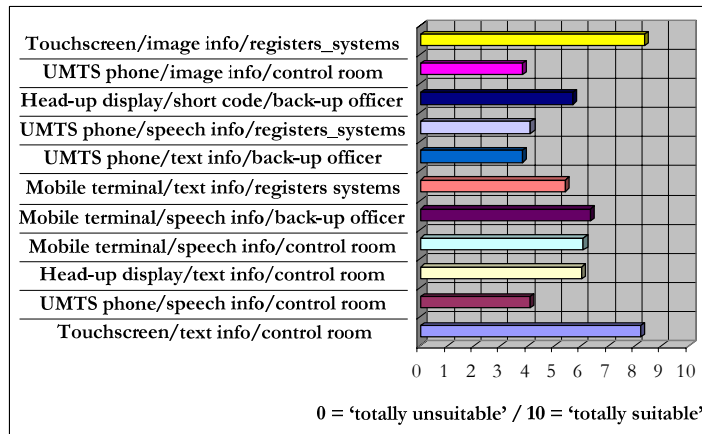 Touchscreen/image info/registers_systems
UMTS phone/image info/control room
Head-up display/short code/back-up officer
UMTS phone/speech info/registers_systems
UMTS phone/text info/back-up officer
Mobile terminal/text info/registers systems
Mobile terminal/speech info/back-up officer
Mobile terminal/speech info/control room
Head-up display/text info/control room
UMTS phone/speech info/control room
Touchscreen/text info/control room
0 1 2 3 4 5 6 7 8 9 10
0 = ‘totally unsuitable’ / 10 = ‘totally suitable’